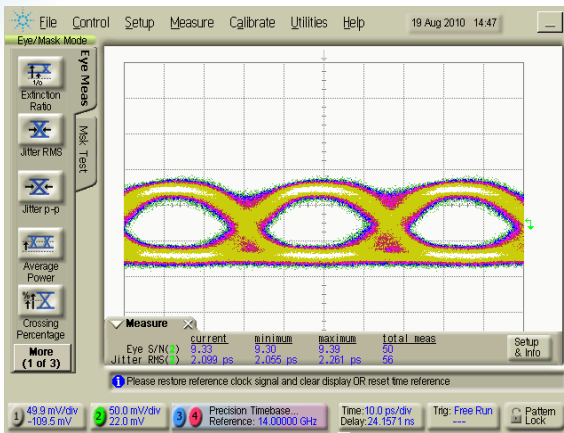 File Control Setup Measure Calibrate Utilities Help 19 Aug 2010 14:47
Eye/Mask Mode
Eye Meas
Msk Test
Extinction
Ratio
Jitter RMS
Jitter p-p
Average
Power
Crossing
Percentage
More
(1 of 3)
Measure
current minimum maximum total meas
Eye S/N(2) 9.33 9.30 9.39 50
Jitter RMS(2) 2.099 ps 2.055 ps 2.261 ps 56
Setup
& Info
Please restore reference clock signal and clear display OR reset time reference
1 49.9 mV/div
-109.5 mV
2 50.0 mV/div
22.0 mV
3 4 Precision Timebase...
Reference: 14.00000 GHz
Time:10.0 ps/div
Delay:24.1571 ns
Trig: Free Run
---
Pattern
Lock